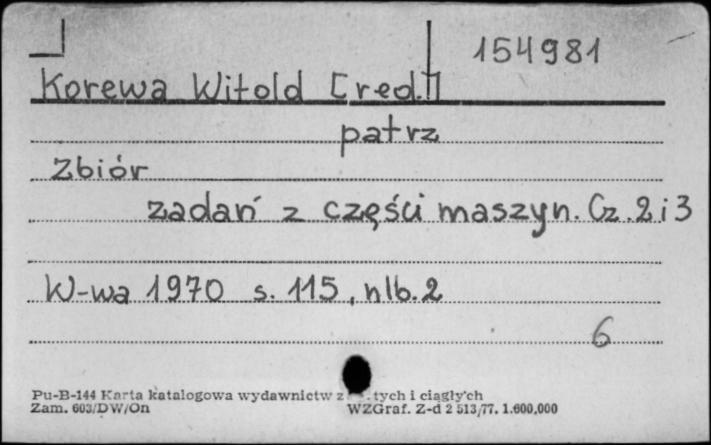 154981
Korewa Witold [red.]
patrz
Zbiór
zadań z części maszyn. Cz. 2 i 3
W-wa 1970 s. 115, nlb. 2
6
Pu-B-144 Karta katalogowa wydawnictw tych i ciągłych
Zam. 603/DW/On WZGraf. Z-d 2 513/77. 1.600,000